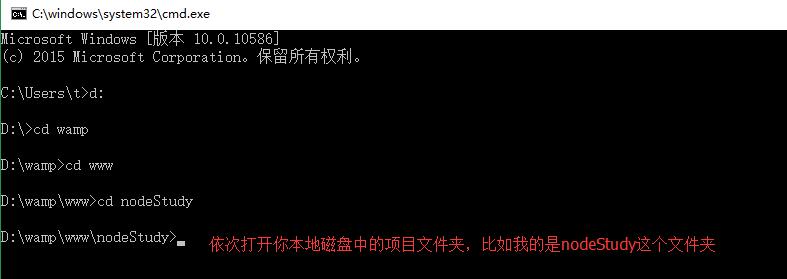 C:\windows\system32\cmd.exe
Microsoft Windows [版本 10.0.10586]
(c) 2015 Microsoft Corporation。保留所有权利。
C:\Users\t>d:
D:\>cd wamp
D:\wamp>cd www
D:\wamp\www>cd nodeStudy
D:\wamp\www\nodeStudy>
依次打开你本地磁盘中的项目文件夹，比如我的是nodeStudy这个文件夹